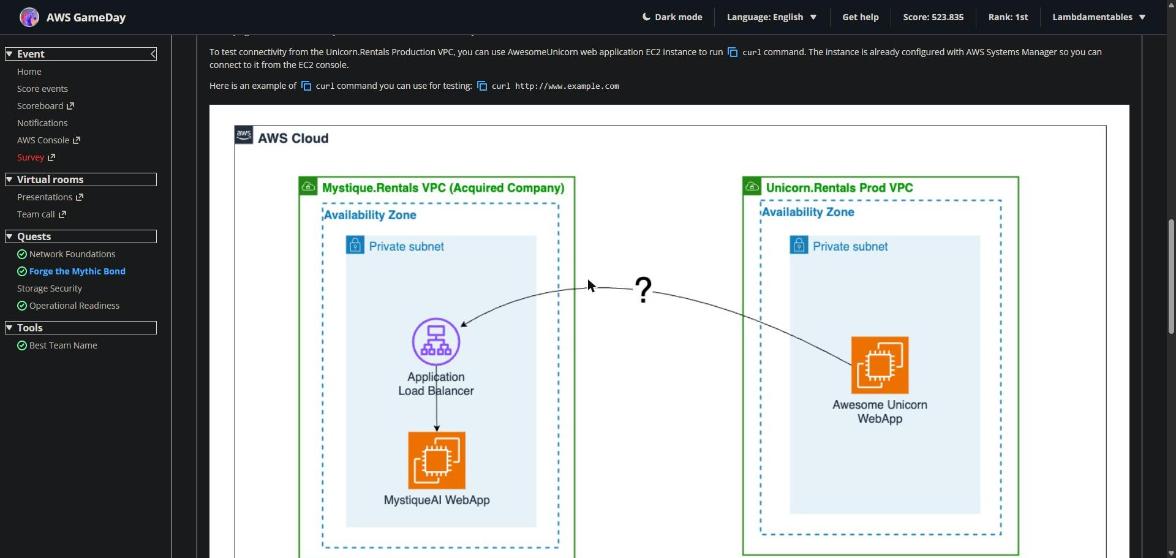 AWS GameDay
Dark mode
Language: English
Get help
Score: 523.835
Rank: 1st
Lambdamentables
Event
Home
Score events
Scoreboard
Notifications
AWS Console
Survey
Virtual rooms
Presentations
Team call
Quests
Network Foundations
Forge the Mythic Bond
Storage Security
Operational Readiness
Tools
Best Team Name
To test connectivity from the Unicorn.Rentals Production VPC, you can use AwesomeUnicorn web application EC2 instance to run curl command. The instance is already configured with AWS Systems Manager so you can
connect to it from the EC2 console.
Here is an example of curl command you can use for testing: curl http://www.example.com
aws
AWS Cloud
Mystique.Rentals VPC (Acquired Company)
Availability Zone
Private subnet
Application
Load Balancer
MystiqueAI WebApp
?
Unicorn.Rentals Prod VPC
Availability Zone
Private subnet
Awesome Unicorn
WebApp